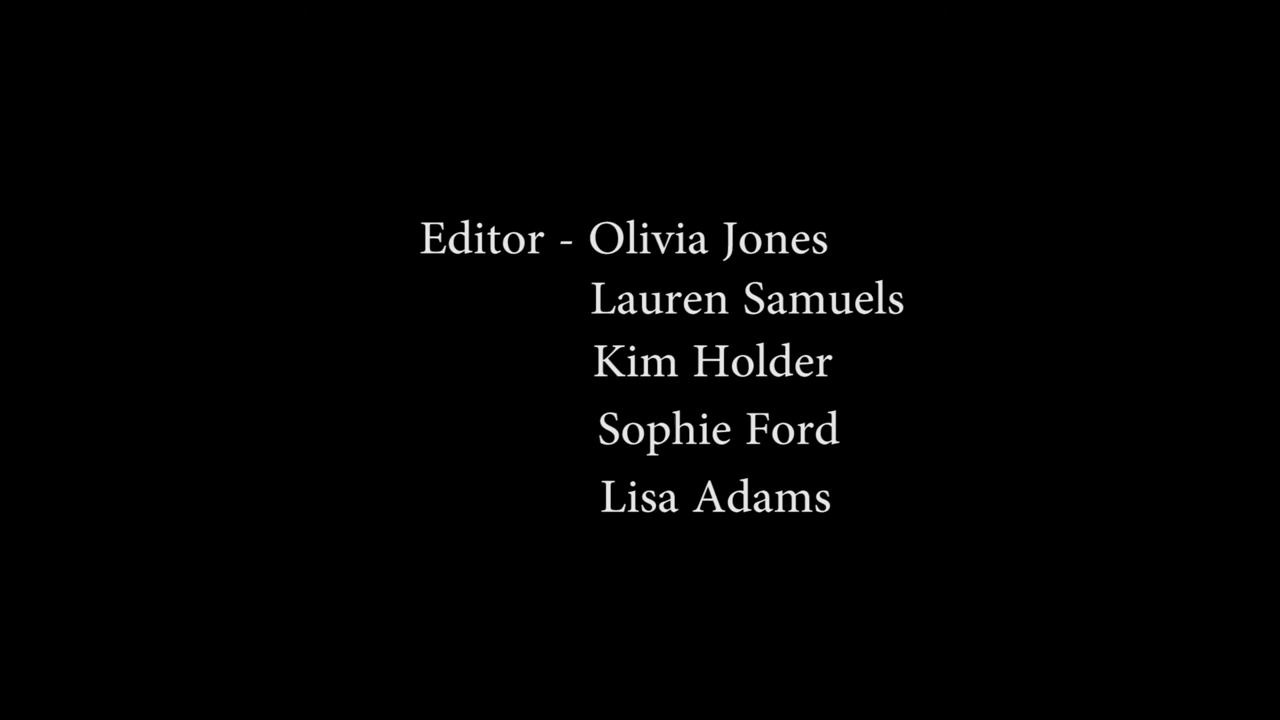 Editor - Olivia Jones
Lauren Samuels
Kim Holder
Sophie Ford
Lisa Adams